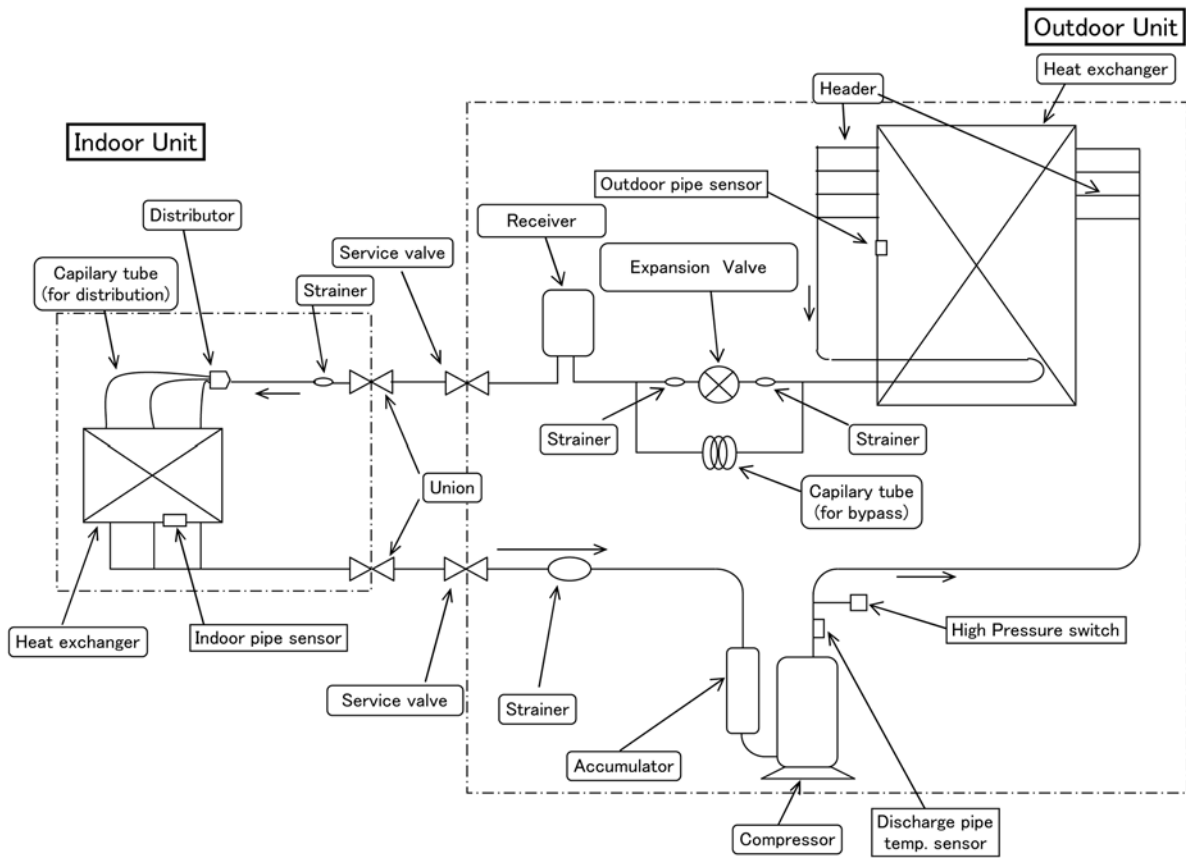 Outdoor Unit
Heat exchanger
Header
Indoor Unit
Outdoor pipe sensor
Distributor
Receiver
Service valve
Expansion Valve
Capilary tube
(for distribution)
Strainer
Strainer
Strainer
Union
Capilary tube
(for bypass)
Heat exchanger
Indoor pipe sensor
High Pressure switch
Service valve
Strainer
Accumulator
Compressor
Discharge pipe
temp. sensor